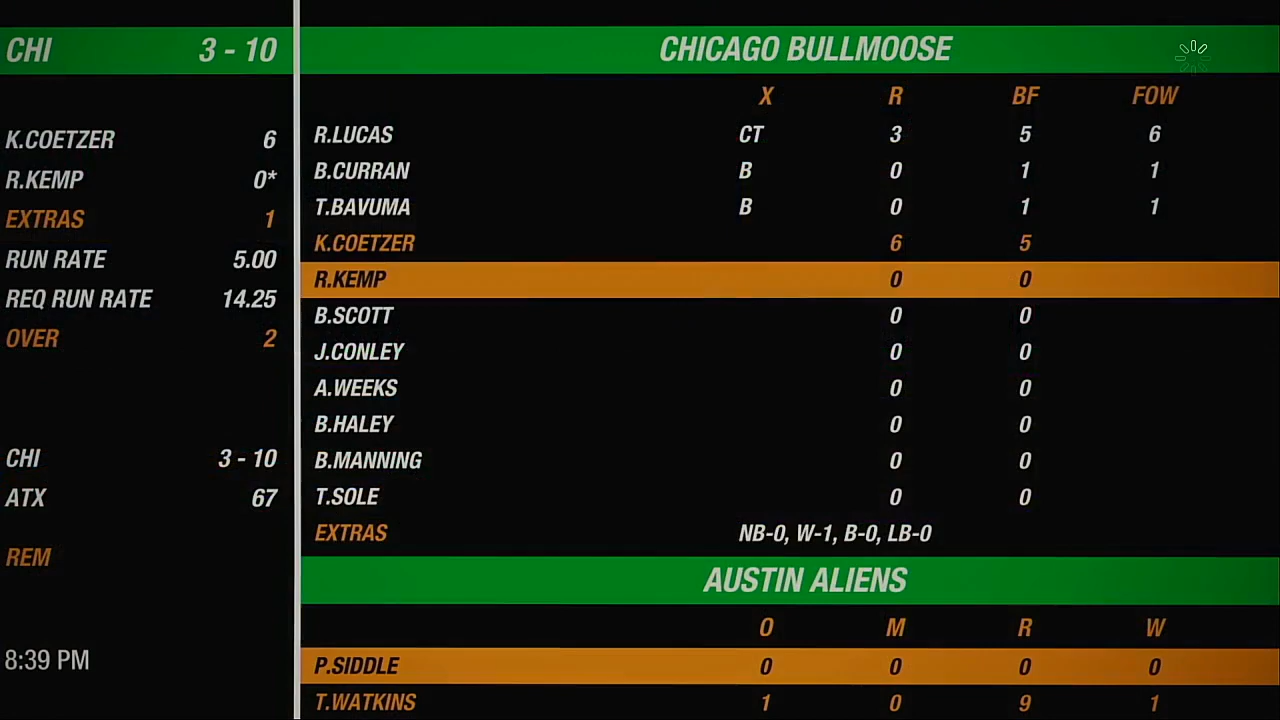 CHI 3 - 10
K.COETZER 6
R.KEMP 0*
EXTRAS 1
RUN RATE 5.00
REQ RUN RATE 14.25
OVER 2
CHI 3 - 10
ATX 67
REM
8:39 PM
CHICAGO BULLMOOSE
X R BF FOW
R.LUCAS CT 3 5 6
B.CURRAN B 0 1 1
T.BAVUMA B 0 1 1
K.COETZER 6 5
R.KEMP 0 0
B.SCOTT 0 0
J.CONLEY 0 0
A.WEEKS 0 0
B.HALEY 0 0
B.MANNING 0 0
T.SOLE 0 0
EXTRAS NB-0, W-1, B-0, LB-0
AUSTIN ALIENS
O M R W
P.SIDDLE 0 0 0 0
T.WATKINS 1 0 9 1